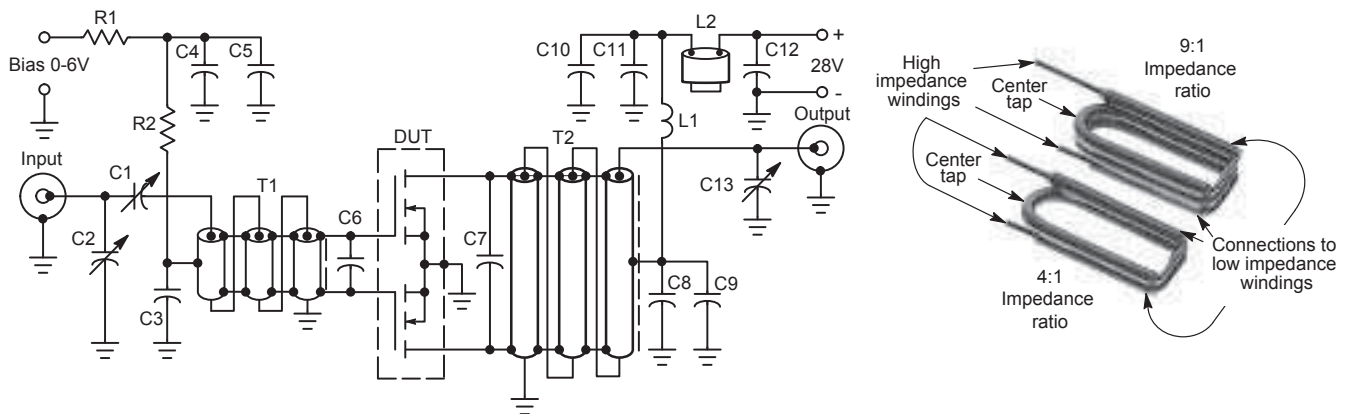 R1
Bias 0-6V
C4
C5
R2
Input
C1
C2
C3
T1
C6
DUT
C7
T2
C10
C11
L2
C12
+
28V
-
L1
Output
C13
C8
C9
High
impedance
windings
Center
tap
9:1
Impedance
ratio
Center
tap
4:1
Impedance
ratio
Connections to
low impedance
windings